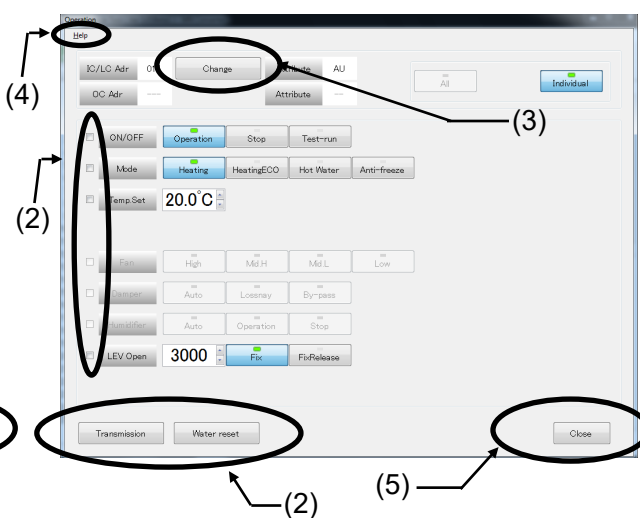 Operation
Help
(4)
IC/LC Adr Change Attribute AU
OC Adr --- Attribute ---
All Individual
(3)
(2)
ON/OFF Operation Stop Test-run
Mode Heating HeatingECO Hot Water Anti-freeze
Temp.Set 20.0°C
(2)
Fan High Mid.H Mid.L Low
Damper Auto Lossnay By-pass
Humidifier Auto Operation Stop
LEV Open 3000 Fix FixRelease
Transmission Water reset Close
(2)
(5)